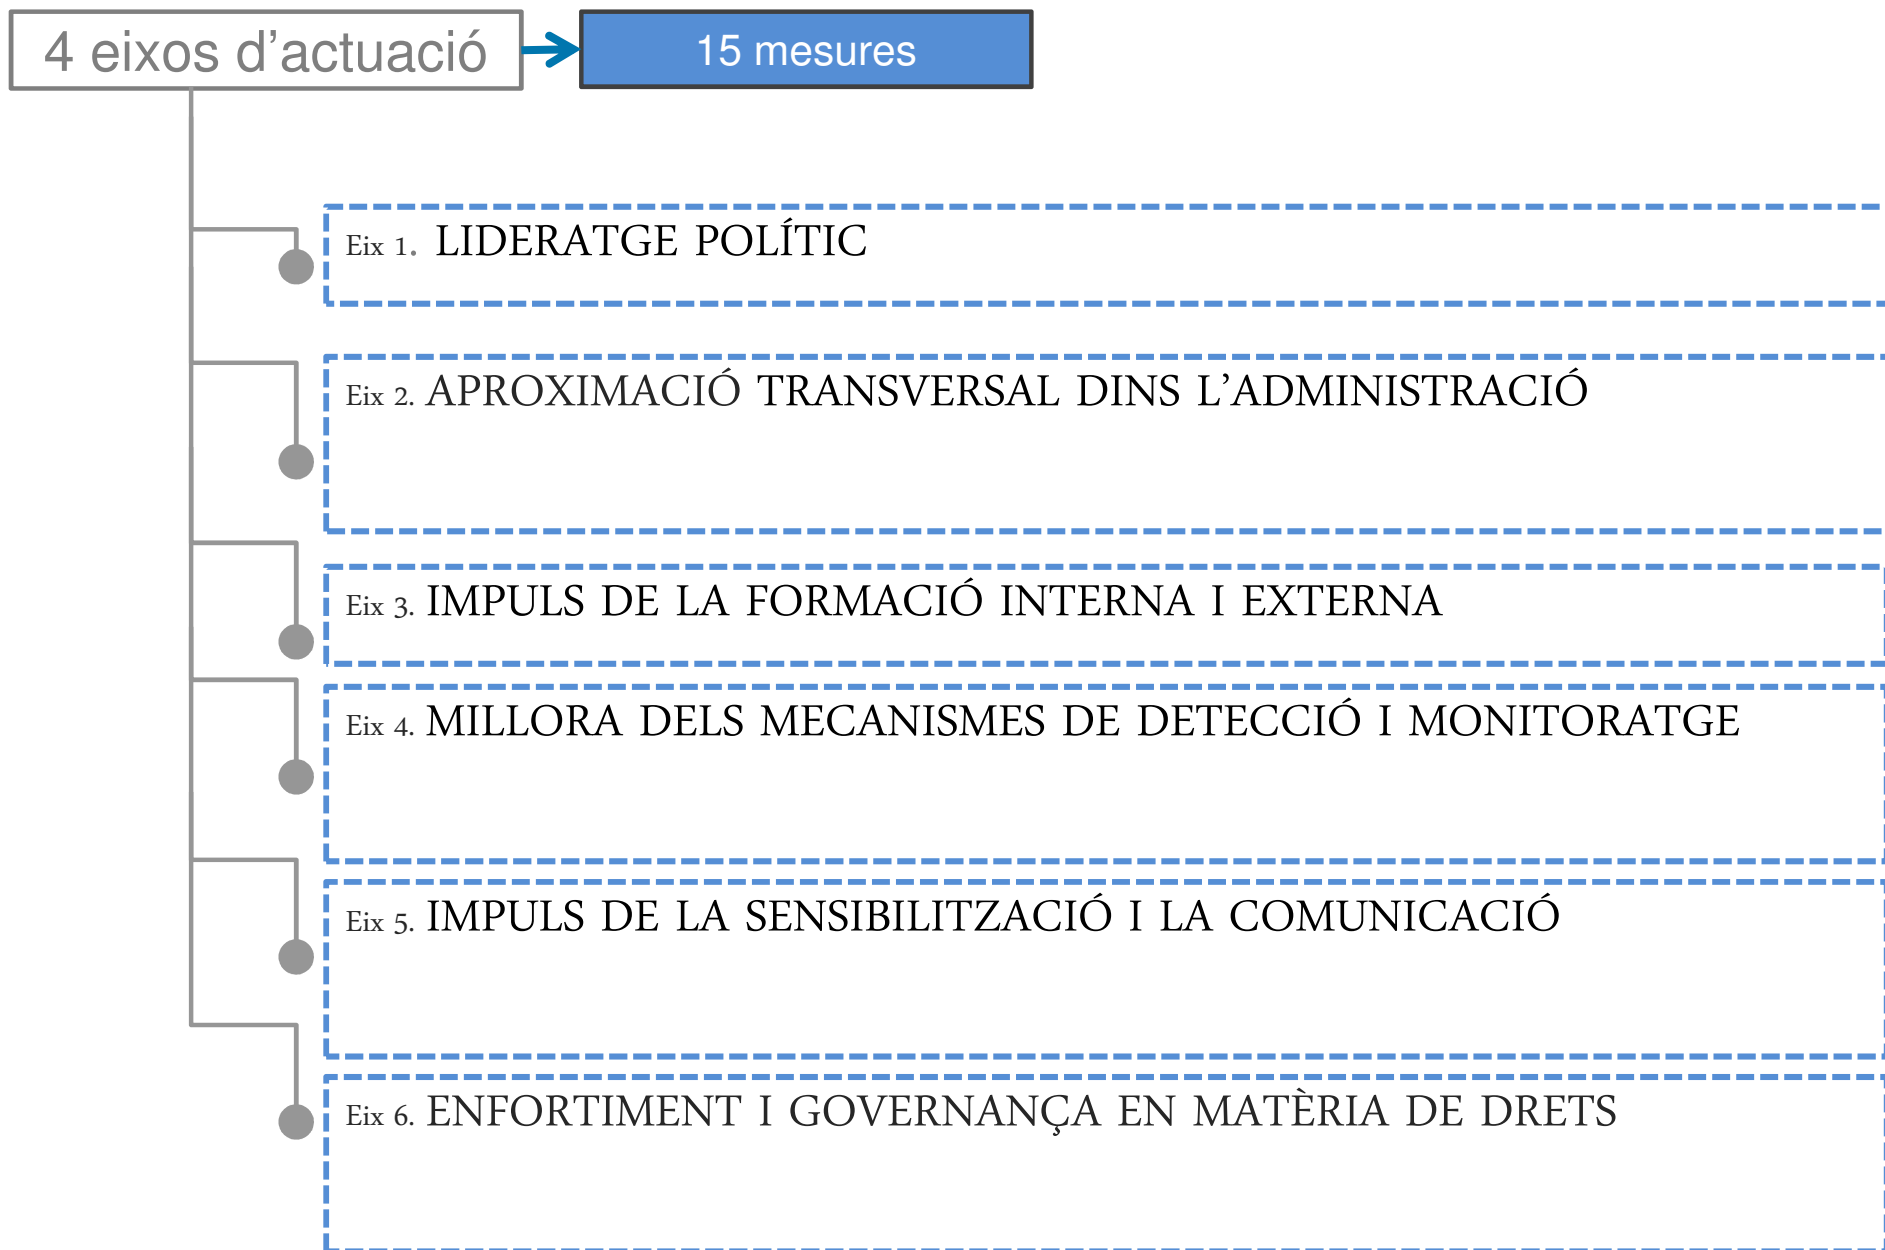 4 eixos d’actuació
15 mesures
Eix 1. LIDERATGE POLÍTIC
Eix 2. APROXIMACIÓ TRANSVERSAL DINS L’ADMINISTRACIÓ
Eix 3. IMPULS DE LA FORMACIÓ INTERNA I EXTERNA
Eix 4. MILLORA DELS MECANISMES DE DETECCIÓ I MONITORATGE
Eix 5. IMPULS DE LA SENSIBILITZACIÓ I LA COMUNICACIÓ
Eix 6. ENFORTIMENT I GOVERNANÇA EN MATÈRIA DE DRETS